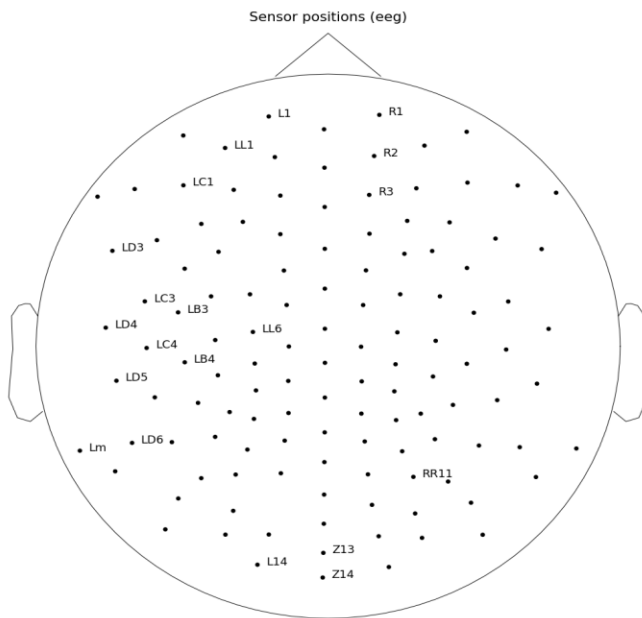 Sensor positions (eeg)
L1
R1
LL1
R2
LC1
R3
LD3
LC3
LB3
LD4
LL6
LC4
LB4
LD5
Lm
LD6
RR11
Z13
L14
Z14